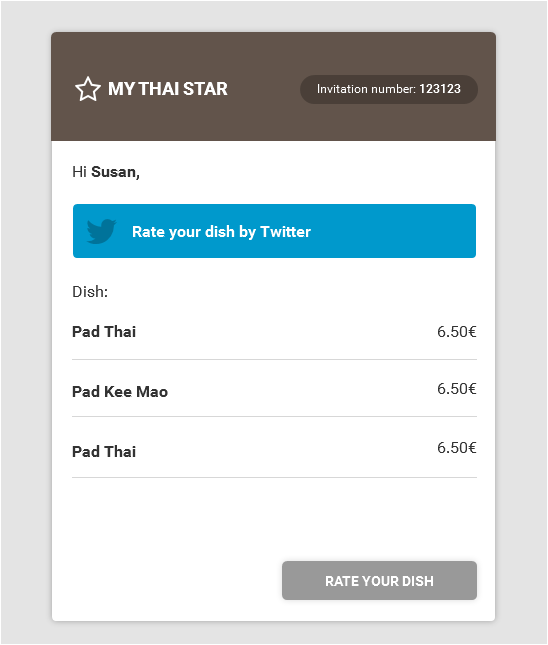 MY THAI STAR
Invitation number: 123123
Hi Susan,
Rate your dish by Twitter
Dish:
Pad Thai 6.50€
Pad Kee Mao 6.50€
Pad Thai 6.50€
RATE YOUR DISH